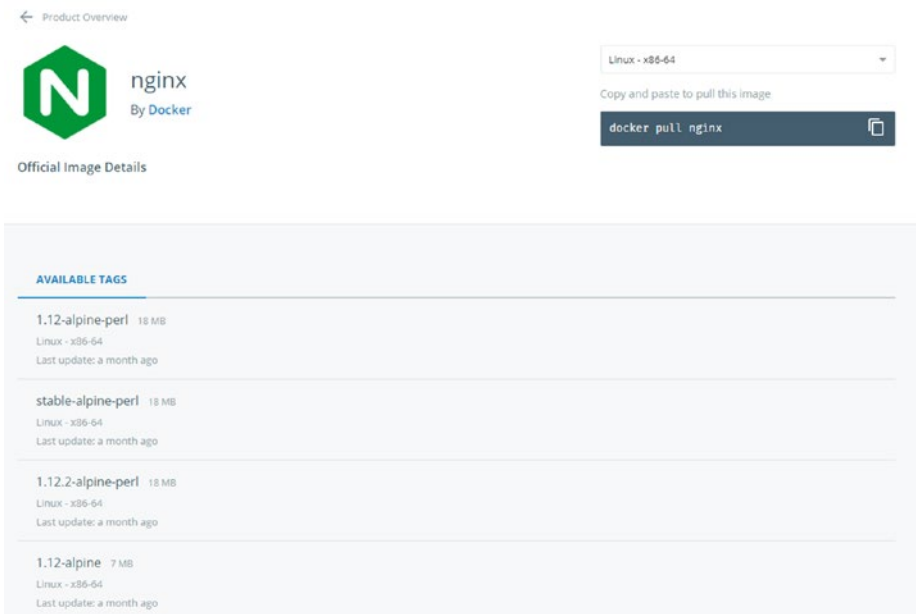 Product Overview
N
nginx
By Docker
Official Image Details
Linux - x86-64
Copy and paste to pull this image
docker pull nginx
AVAILABLE TAGS
1.12-alpine-perl 18 MB
Linux - x86-64
Last update: a month ago
stable-alpine-perl 18 MB
Linux - x86-64
Last update: a month ago
1.12.2-alpine-perl 18 MB
Linux - x86-64
Last update: a month ago
1.12-alpine 7 MB
Linux - x86-64
Last update: a month ago